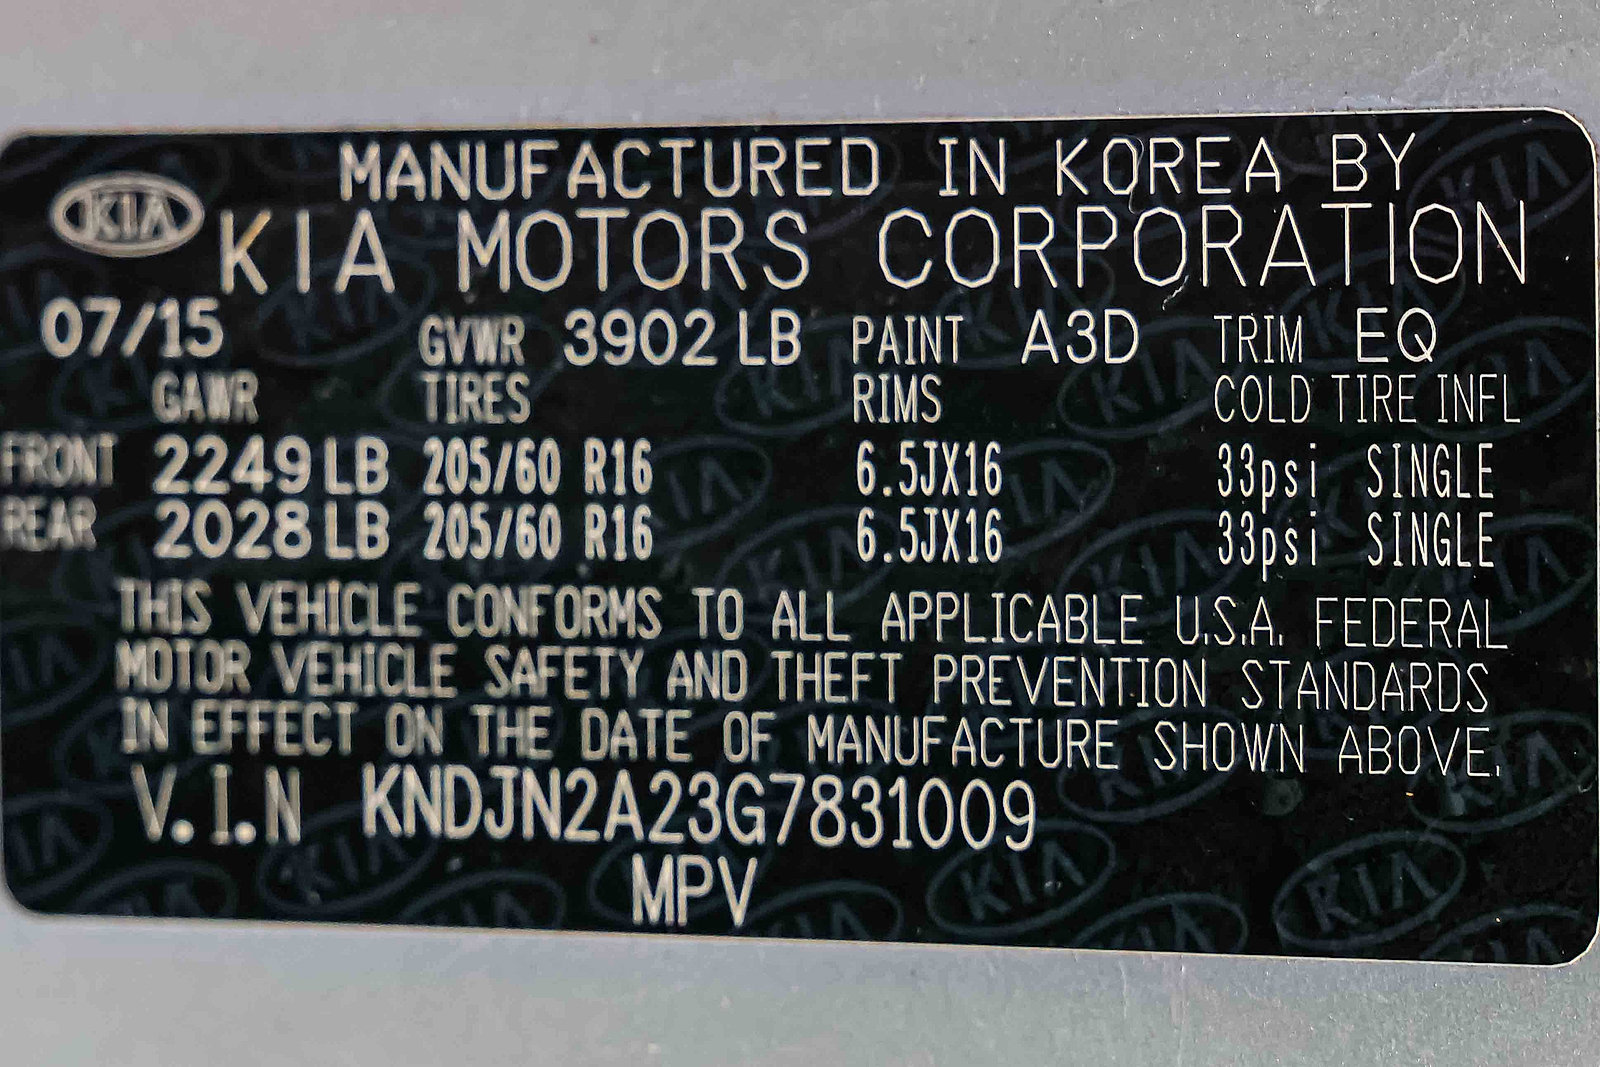 MANUFACTURED IN KOREA BY
KIA KIA MOTORS CORPORATION
07/15 GVWR 3902 LB PAINT A3D TRIM EQ
GAWR TIRES RIMS COLD TIRE INFL
FRONT 2249 LB 205/60 R16 6.5JX16 33psi SINGLE
REAR 2028 LB 205/60 R16 6.5JX16 33psi SINGLE
THIS VEHICLE CONFORMS TO ALL APPLICABLE U.S.A. FEDERAL
MOTOR VEHICLE SAFETY AND THEFT PREVENTION STANDARDS
IN EFFECT ON THE DATE OF MANUFACTURE SHOWN ABOVE.
V.I.N KNDJN2A23G7831009
MPV